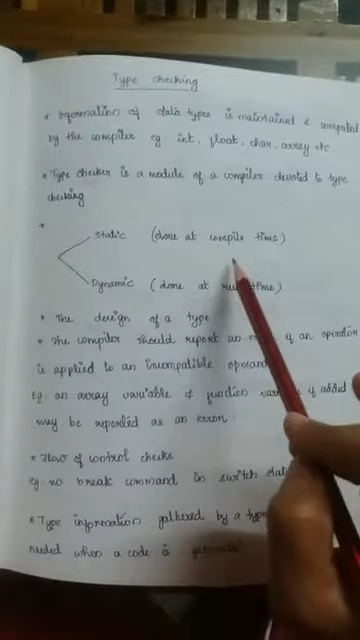 Type checking
* Information of data types is maintained & computed
by the compiler eg int, float, char, array etc.
* Type checker is a module of a compiler devoted to type
checking
*
Static (done at compile time)
Dynamic (done at run time)
* The design of a type
* The compiler should report an if an operation
is applied to an incompatible operand
Eg an array variable & function if added
may be reported as an error.
* Flow of control checks
eg no break command in switch
* Type information gathered by a
needed when a code is generated